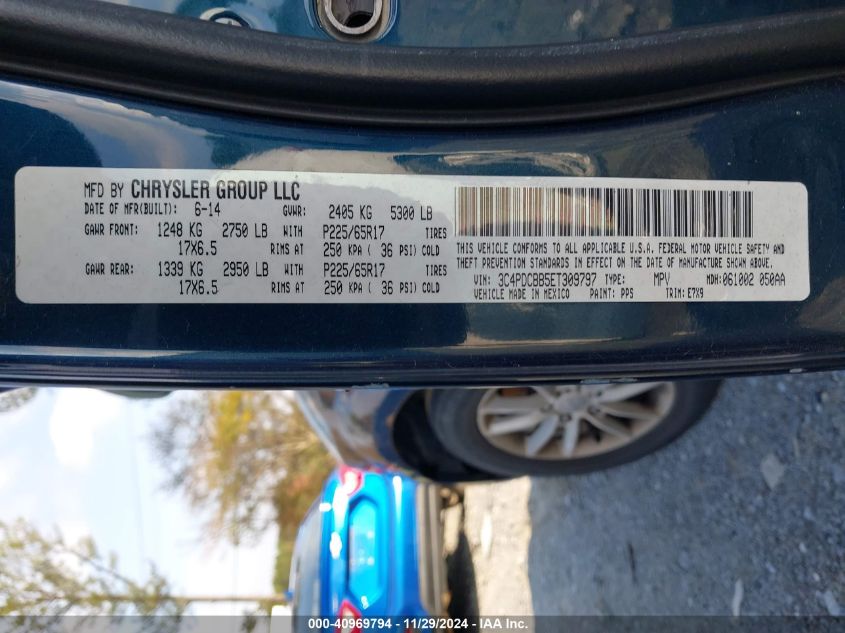 MFD BY CHRYSLER GROUP LLC
DATE OF MFR(BUILT): 6-14 GVWR: 2405 KG 5300 LB
GAWR FRONT: 1248 KG 2750 LB WITH P225/65R17 TIRES
17X6.5 RIMS AT 250 KPA ( 36 PSI) COLD
GAWR REAR: 1339 KG 2950 LB WITH P225/65R17 TIRES
17X6.5 RIMS AT 250 KPA ( 36 PSI) COLD
THIS VEHICLE CONFORMS TO ALL APPLICABLE U.S.A. FEDERAL MOTOR VEHICLE SAFETY AND
THEFT PREVENTION STANDARDS IN EFFECT ON THE DATE OF MANUFACTURE SHOWN ABOVE.
VIN: 3C4PDCBB5ET309797 TYPE: MPV MDH:061002 050AA
VEHICLE MADE IN MEXICO PAINT: PPS TRIM: E7X9
000-40969794 - 11/29/2024 - IAA Inc.